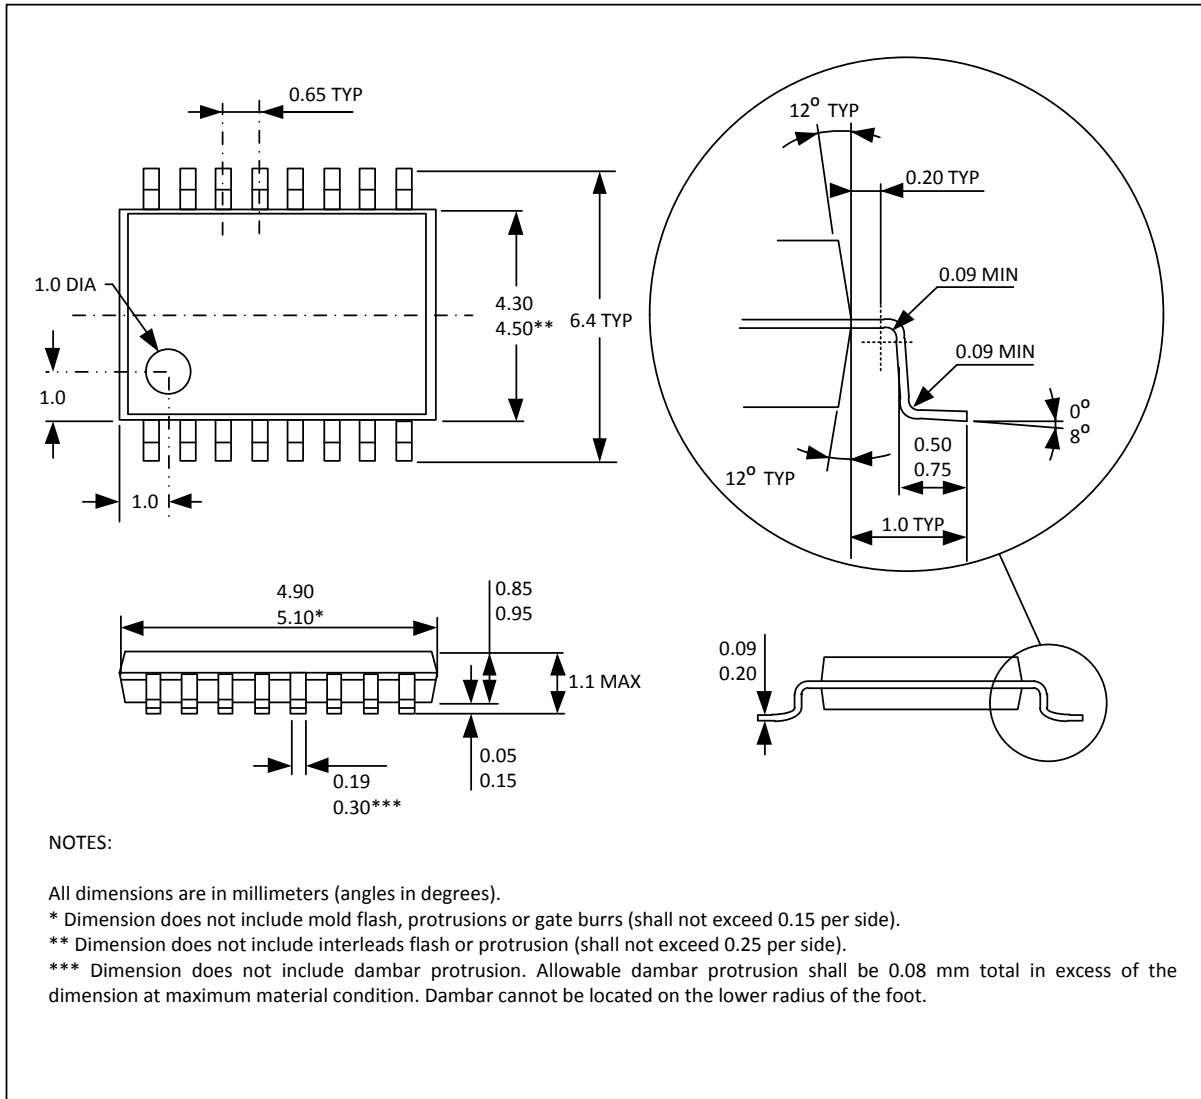 0.65 TYP
1.0 DIA
4.30
4.50**
6.4 TYP
1.0
1.0
12° TYP
0.20 TYP
0.09 MIN
0.09 MIN
0°
8°
0.50
0.75
12° TYP
1.0 TYP
4.90
5.10*
0.85
0.95
1.1 MAX
0.05
0.15
0.19
0.30***
0.09
0.20
NOTES:
All dimensions are in millimeters (angles in degrees).
* Dimension does not include mold flash, protrusions or gate burrs (shall not exceed 0.15 per side).
** Dimension does not include interleads flash or protrusion (shall not exceed 0.25 per side).
*** Dimension does not include dambar protrusion. Allowable dambar protrusion shall be 0.08 mm total in excess of the
dimension at maximum material condition. Dambar cannot be located on the lower radius of the foot.